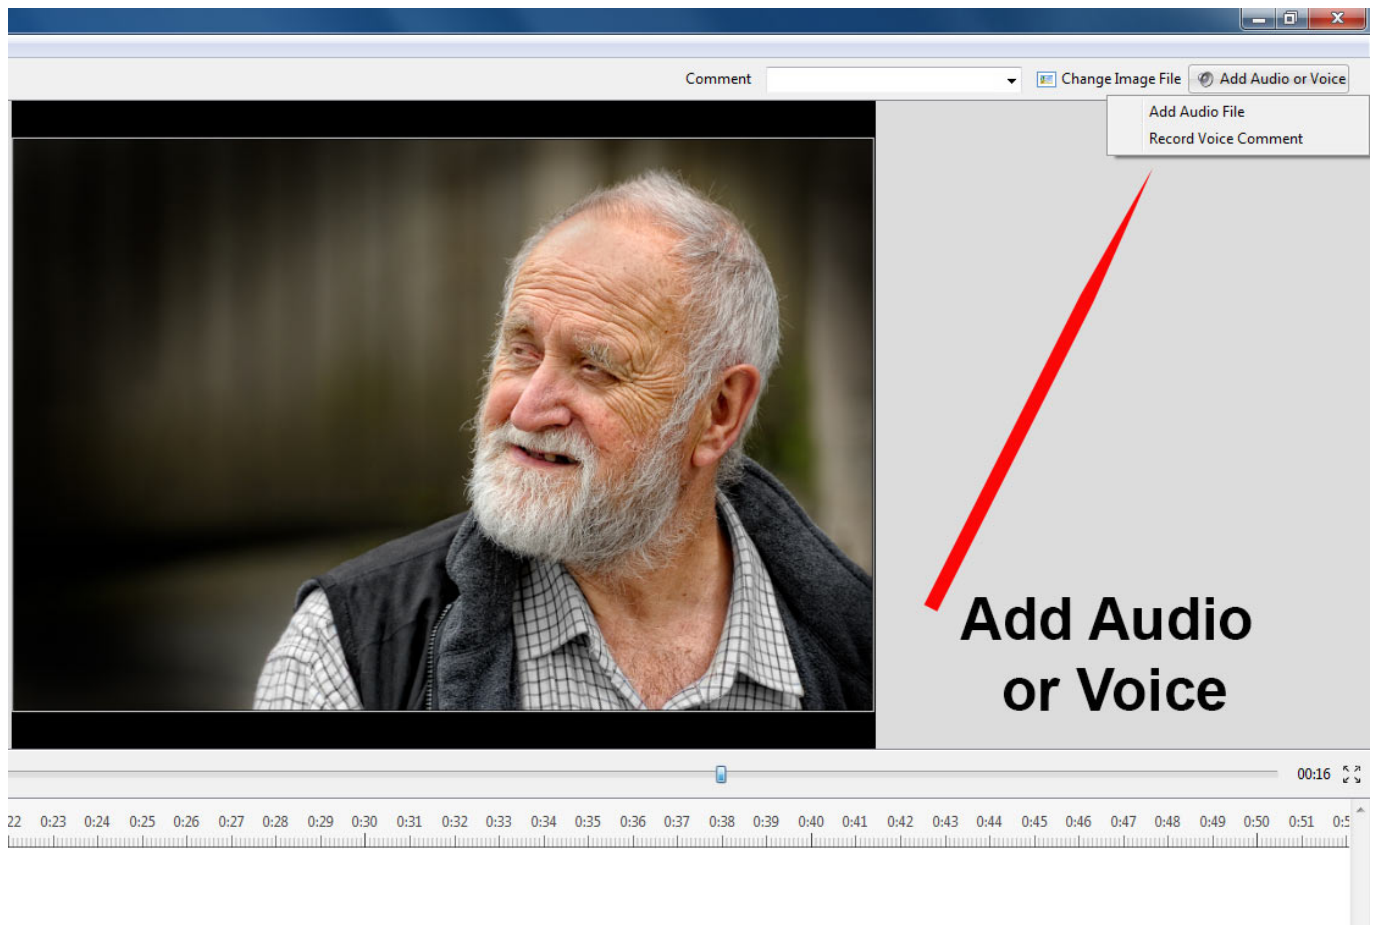 Comment
Change Image File
Add Audio or Voice
Add Audio File
Record Voice Comment
Add Audio
or Voice
00:16
22 0:23 0:24 0:25 0:26 0:27 0:28 0:29 0:30 0:31 0:32 0:33 0:34 0:35 0:36 0:37 0:38 0:39 0:40 0:41 0:42 0:43 0:44 0:45 0:46 0:47 0:48 0:49 0:50 0:51 0:5